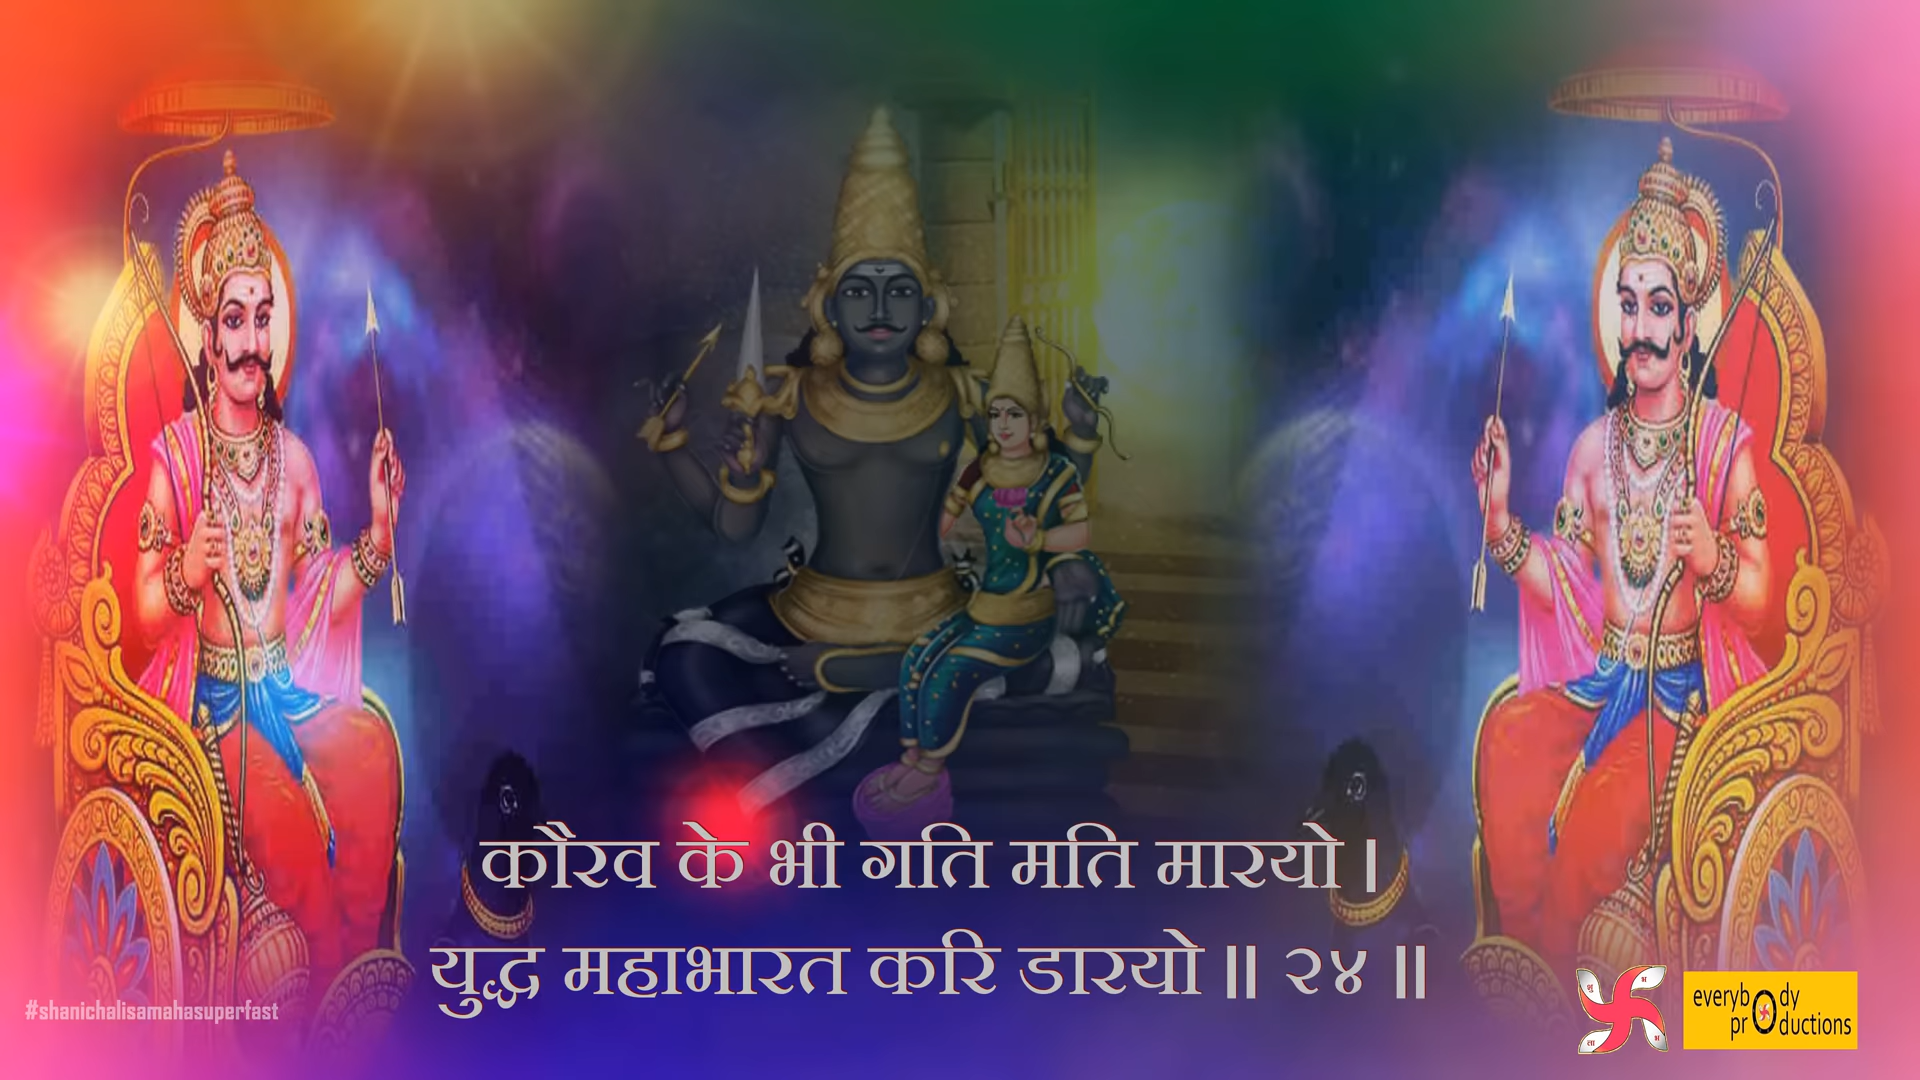 कौरव के भी गति मति मारयो।
युद्ध महाभारत करि डारयो॥ २४ ॥
#shanichalisamahasuperfast
शु भ
ला भ
everybody
productions